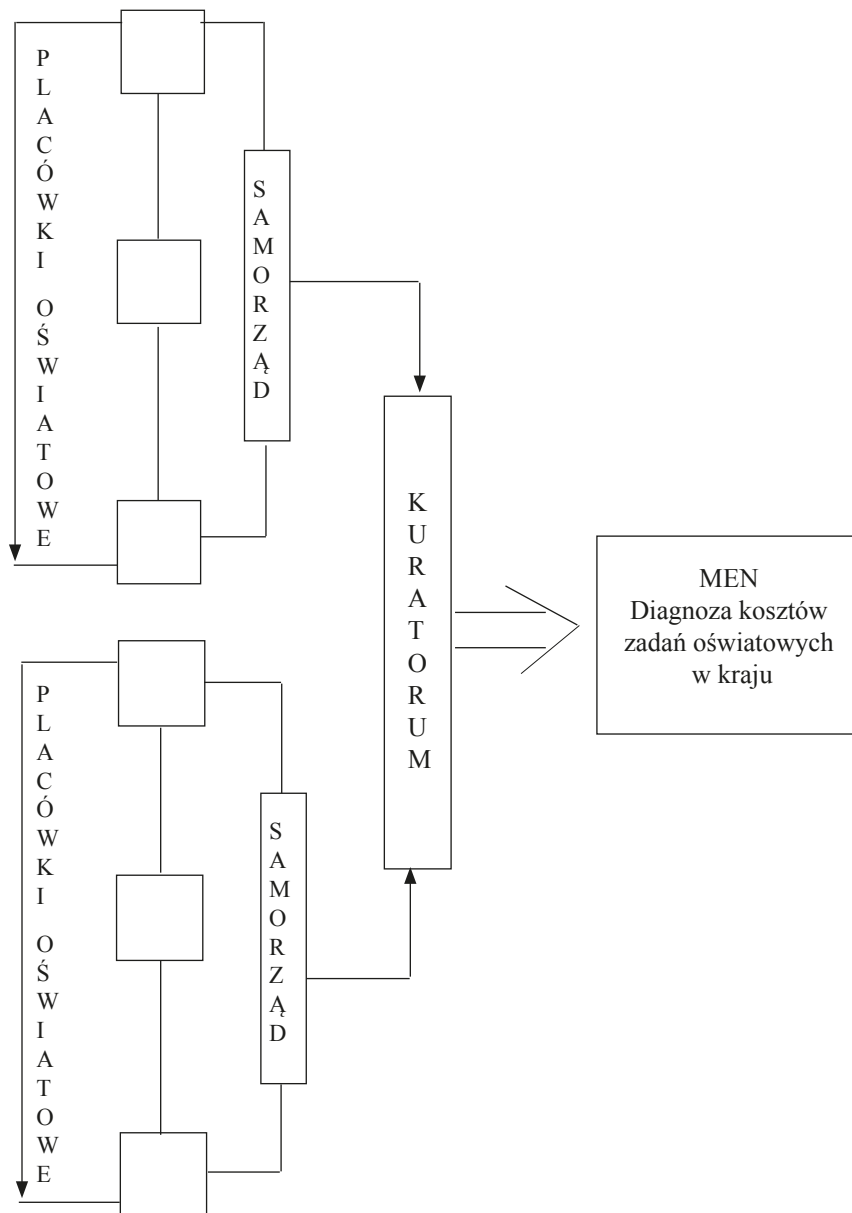 PLACÓWKI OŚWIATOWE
SAMORZĄD
KURATORUM
MEN
Diagnoza kosztów
zadań oświatowych
w kraju
PLACÓWKI OŚWIATOWE
SAMORZĄD